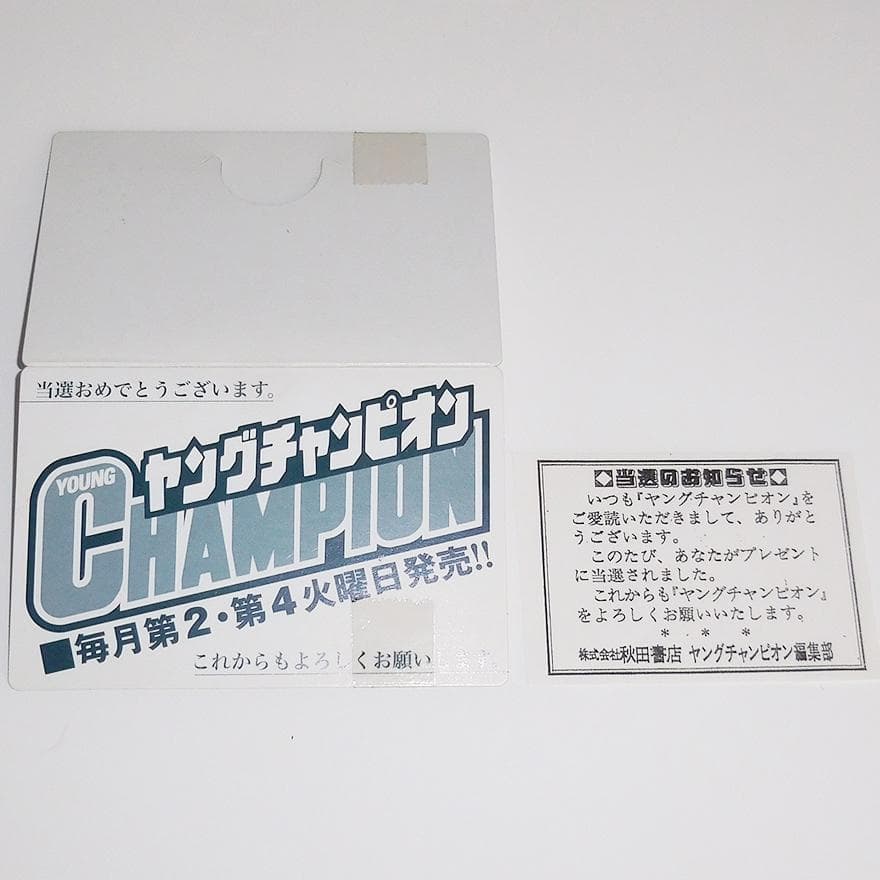 当選おめでとうございます。
ヤングチャンピオン
YOUNG
CHAMPION
■毎月第2・第4火曜日発売!!
これからもよろしくお願いします。
◇当選のお知らせ◇
いつも『ヤングチャンピオン』を
ご愛読いただきまして、ありがと
うございます。
このたび、あなたがプレゼント
に当選されました。
これからも『ヤングチャンピオン』
をよろしくお願いいたします。
* * *
株式会社秋田書店 ヤングチャンピオン編集部